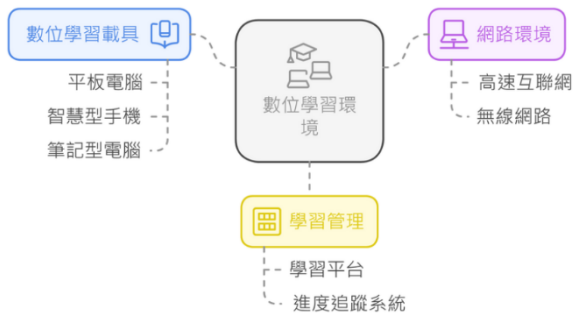 數位學習載具
平板電腦
智慧型手機
筆記型電腦
數位學習環
境
網路環境
高速互聯網
無線網路
學習管理
學習平台
進度追蹤系統